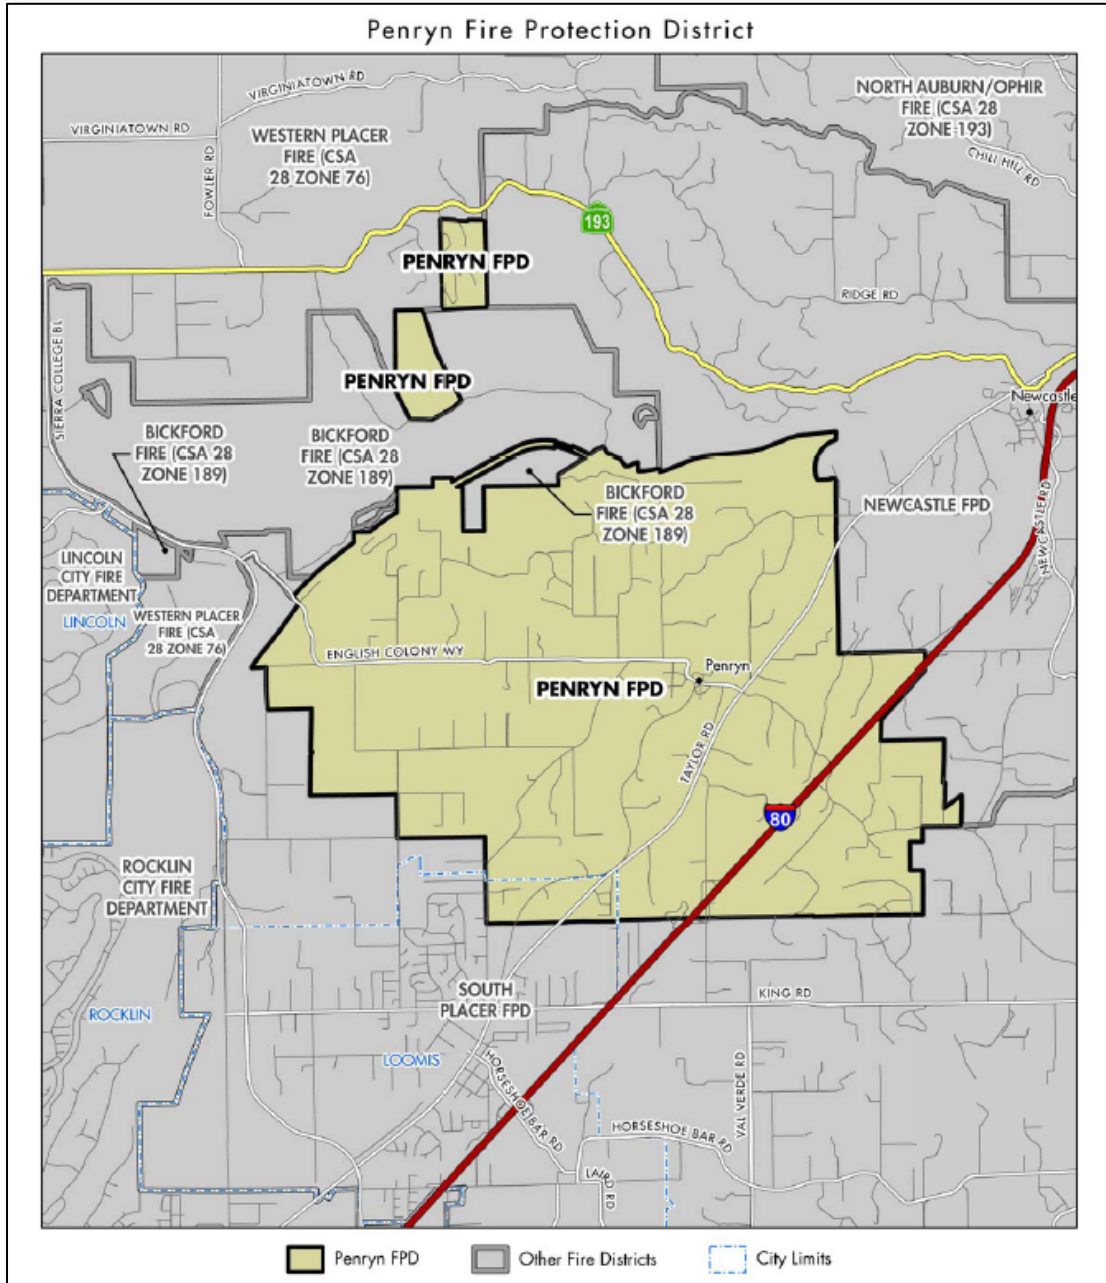 Penryn Fire Protection District
VIRGINIATOWN RD
NORTH AUBURN/OPHIR
FIRE (CSA 28
ZONE 193)
VIRGINIATOWN RD
WESTERN PLACER
FIRE (CSA
28 ZONE 76)
CHILI HILL RD
FOWLER RD
193
PENRYN FPD
RIDGE RD
SIERRA COLLEGE BL
PENRYN FPD
Newcastle
BICKFORD
FIRE (CSA 28
ZONE 189)
BICKFORD
FIRE (CSA 28
ZONE 189)
BICKFORD
FIRE (CSA 28
ZONE 189)
NEWCASTLE FPD
NEWCASTLE RD
LINCOLN
CITY FIRE
DEPARTMENT
LINCOLN
WESTERN PLACER
FIRE (CSA
28 ZONE 76)
ENGLISH COLONY WY
Penryn
PENRYN FPD
TAYLOR RD
80
ROCKLIN
CITY FIRE
DEPARTMENT
SOUTH
PLACER FPD
KING RD
ROCKLIN
LOOMIS
HORSESHOE BAR RD
VAL VERDE RD
HORSESHOE BAR RD
LAIRD RD
Penryn FPD
Other Fire Districts
City Limits